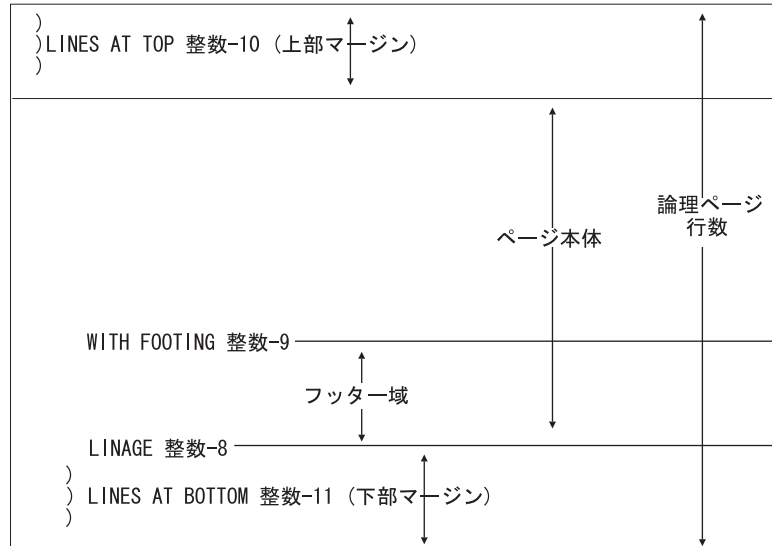 )
)LINES AT TOP 整数-10 (上部マージン)
)
論理ページ
行数
ページ本体
WITH FOOTING 整数-9
フッター域
LINAGE 整数-8
)
) LINES AT BOTTOM 整数-11 (下部マージン)
)